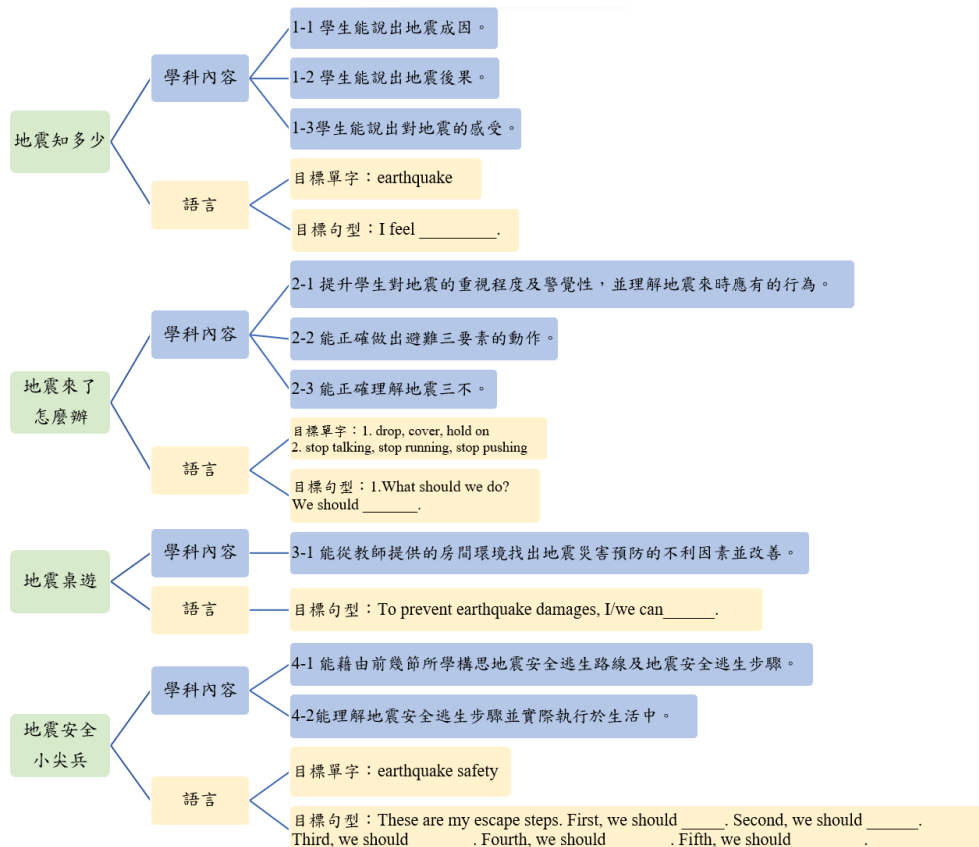 地震知多少
學科內容
1-1 學生能說出地震成因。
1-2 學生能說出地震後果。
1-3學生能說出對地震的感受。
語言
目標單字：earthquake
目標句型：I feel _________.
地震來了
怎麼辦
學科內容
2-1 提升學生對地震的重視程度及警覺性，並理解地震來時應有的行為。
2-2 能正確做出避難三要素的動作。
2-3 能正確理解地震三不。
語言
目標單字：1. drop, cover, hold on
2. stop talking, stop running, stop pushing
目標句型：1.What should we do?
We should _______.
地震桌遊
學科內容
3-1 能從教師提供的房間環境找出地震災害預防的不利因素並改善。
語言
目標句型：To prevent earthquake damages, I/we can______.
地震安全
小尖兵
學科內容
4-1 能藉由前幾節所學構思地震安全逃生路線及地震安全逃生步驟。
4-2能理解地震安全逃生步驟並實際執行於生活中。
語言
目標單字：earthquake safety
目標句型：These are my escape steps. First, we should _____. Second, we should ______.
Third, we should _______. Fourth, we should _______. Fifth, we should ________.